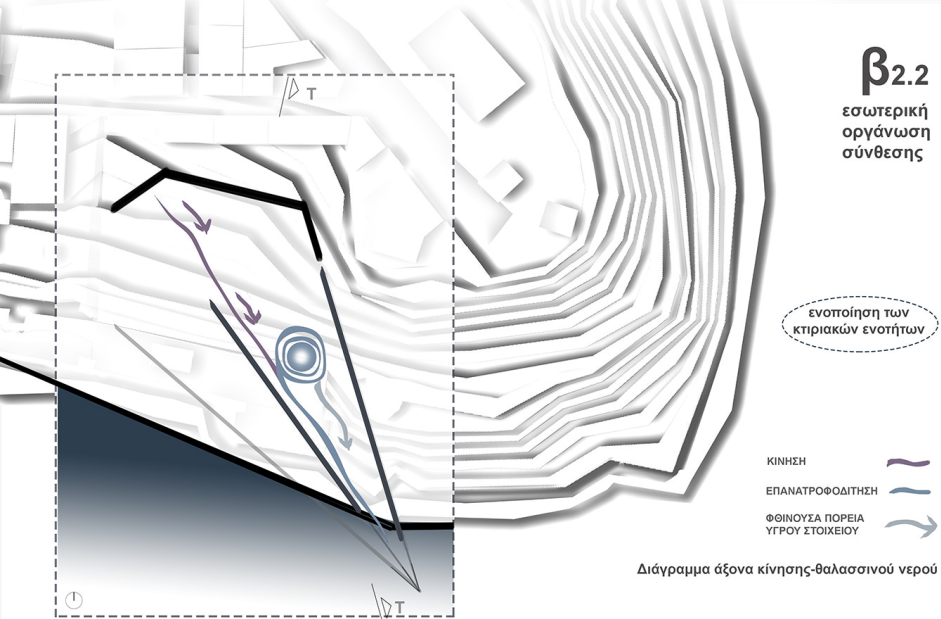 β2.2
εσωτερική
οργάνωση
σύνθεσης
T
ενοποίηση των
κτιριακών ενοτήτων
ΚΙΝΗΣΗ
ΕΠΑΝΑΤΡΟΦΟΔΙΤΗΣΗ
ΦΘΙΝΟΥΣΑ ΠΟΡΕΙΑ
ΥΓΡΟΥ ΣΤΟΙΧΕΙΟΥ
Διάγραμμα άξονα κίνησης-θαλασσινού νερού
T